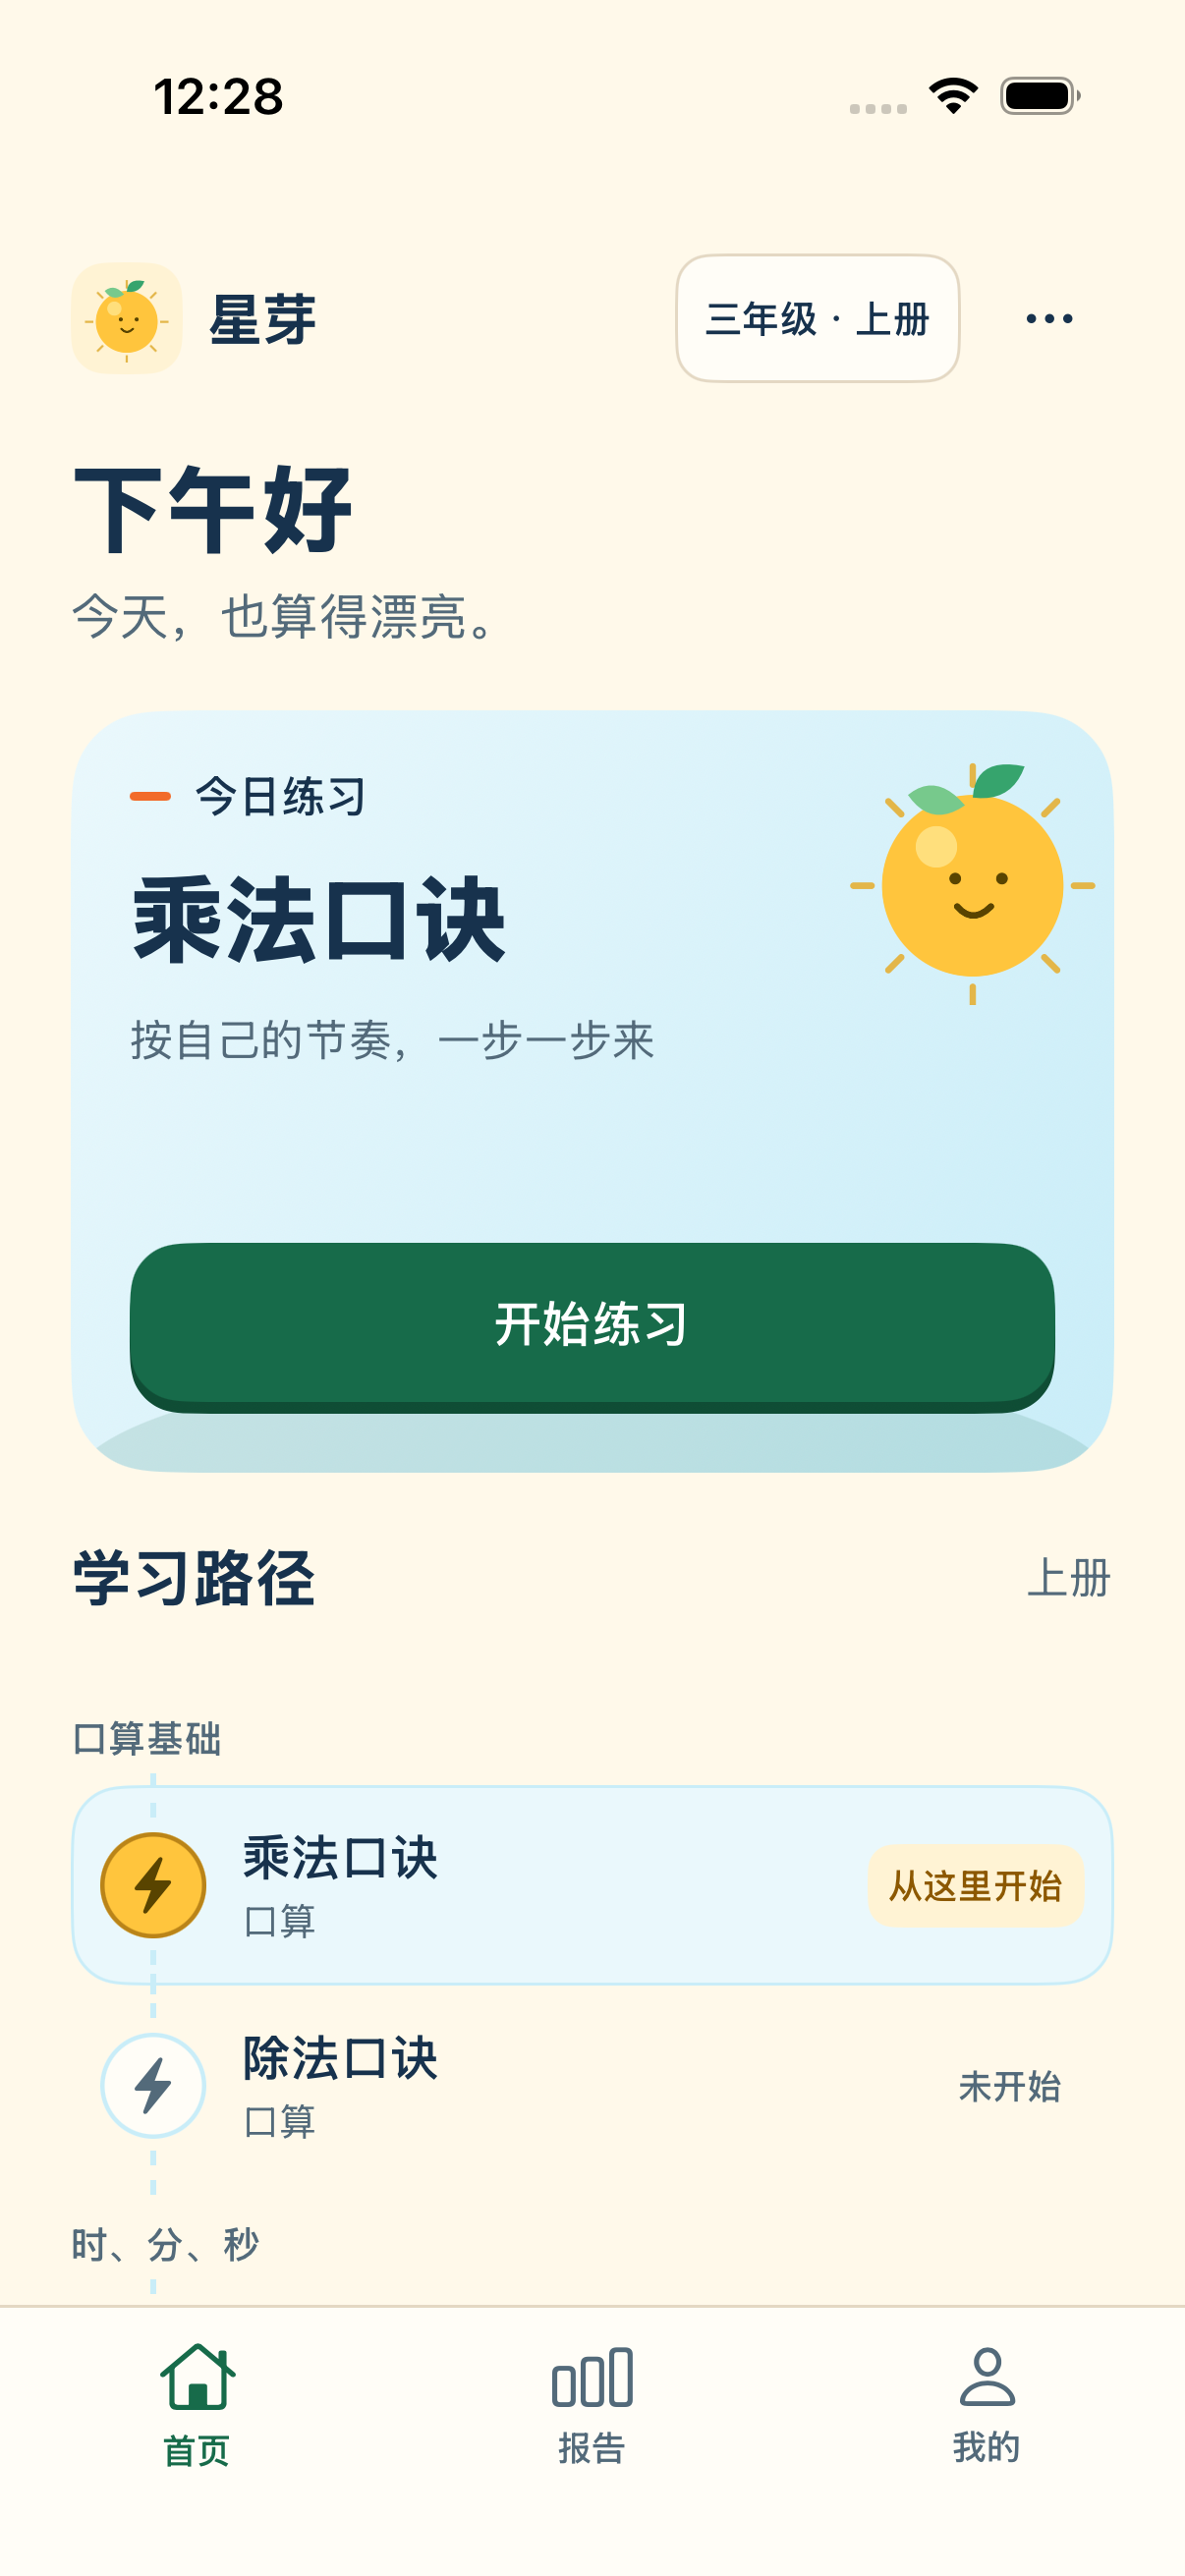 12:28
星芽
三年级 · 上册
下午好
今天，也算得漂亮。
今日练习
乘法口诀
按自己的节奏，一步一步来
开始练习
学习路径
上册
口算基础
乘法口诀
口算
从这里开始
除法口诀
口算
未开始
时、分、秒
首页
报告
我的